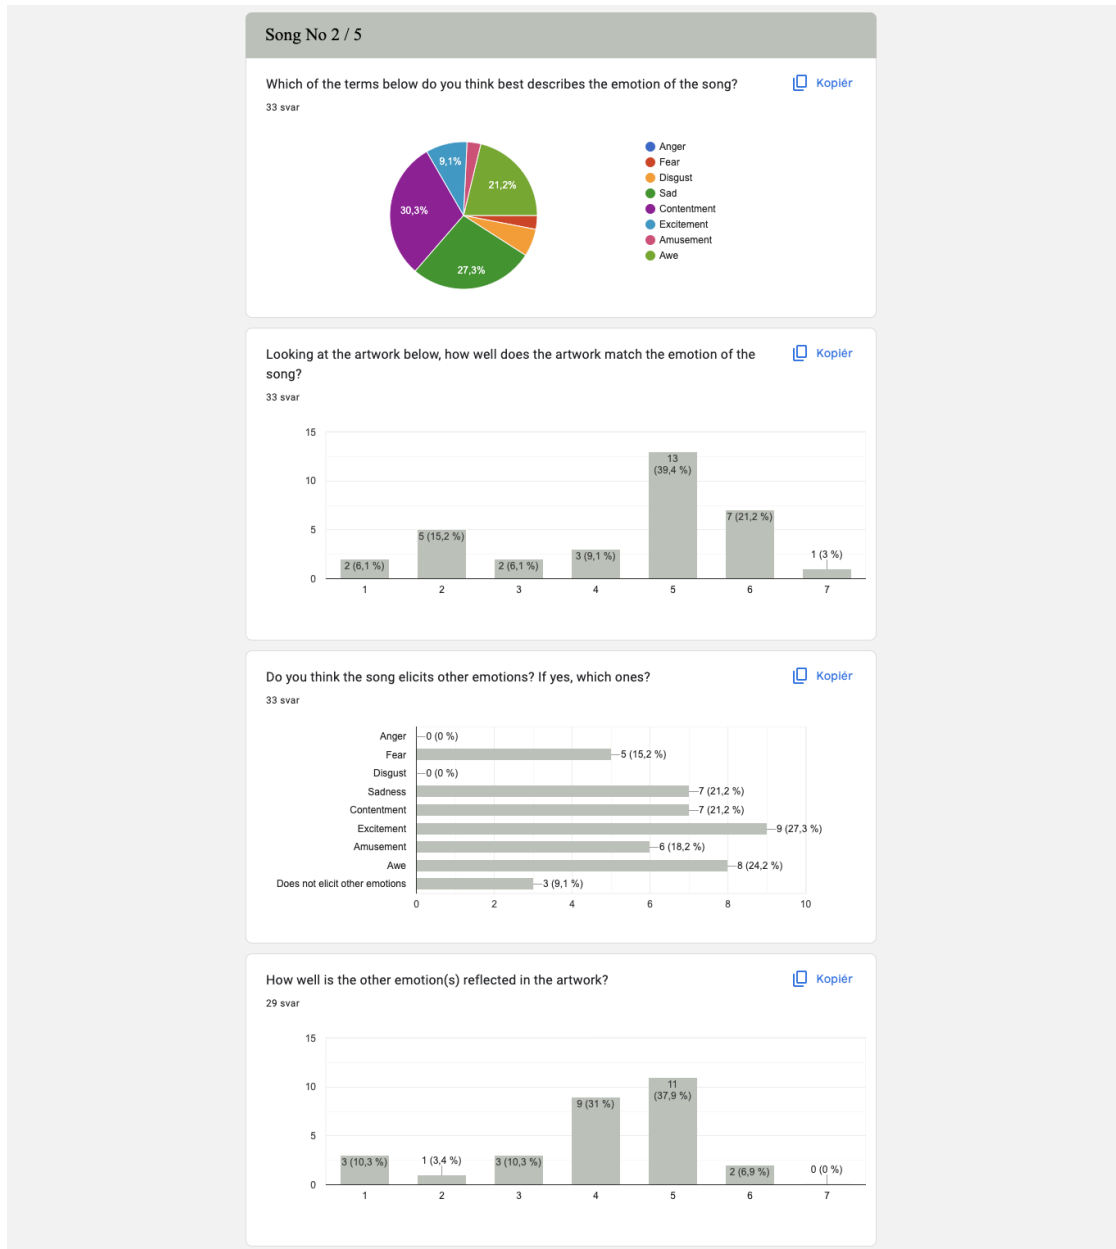 Song No 2 / 5
Which of the terms below do you think best describes the emotion of the song?
Kopiér
33 svar
9,1%
21,2%
30,3%
27,3%
Anger
Fear
Disgust
Sad
Contentment
Excitement
Amusement
Awe
Looking at the artwork below, how well does the artwork match the emotion of the
song?
Kopiér
33 svar
15
10
5
0
2 (6,1 %)
5 (15,2 %)
2 (6,1 %)
3 (9,1 %)
13
(39,4 %)
7 (21,2 %)
1 (3 %)
1 2 3 4 5 6 7
Do you think the song elicits other emotions? If yes, which ones?
Kopiér
33 svar
Anger 0 (0 %)
Fear 5 (15,2 %)
Disgust 0 (0 %)
Sadness 7 (21,2 %)
Contentment 7 (21,2 %)
Excitement 9 (27,3 %)
Amusement 6 (18,2 %)
Awe 8 (24,2 %)
Does not elicit other emotions 3 (9,1 %)
0 2 4 6 8 10
How well is the other emotion(s) reflected in the artwork?
Kopiér
29 svar
15
10
5
0
3 (10,3 %)
1 (3,4 %)
3 (10,3 %)
9 (31 %)
11
(37,9 %)
2 (6,9 %)
0 (0 %)
1 2 3 4 5 6 7